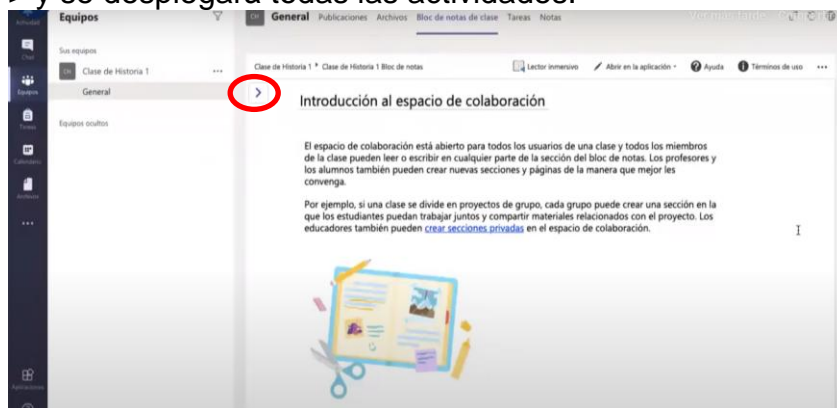 > y se desplegará todas las actividades.
Equipos
General Publicaciones Archivos Bloc de notas de clase Tareas Notas
Chat
Sus equipos
Clase de Historia 1
General
Equipos ocultos
Equipos
Tareas
Calendario
Archivos
Aplicaciones
Clase de Historia 1 Clase de Historia 1 Bloc de notas
Lector inmersivo Abrir en la aplicación Ayuda Términos de uso
Introducción al espacio de colaboración
El espacio de colaboración está abierto para todos los usuarios de una clase y todos los miembros
de la clase pueden leer o escribir en cualquier parte de la sección del bloc de notas. Los profesores y
los alumnos también pueden crear nuevas secciones y páginas de la manera que mejor les
convenga.
Por ejemplo, si una clase se divide en proyectos de grupo, cada grupo puede crear una sección en la
que los estudiantes puedan trabajar juntos y compartir materiales relacionados con el proyecto. Los
educadores también pueden crear secciones privadas en el espacio de colaboración.